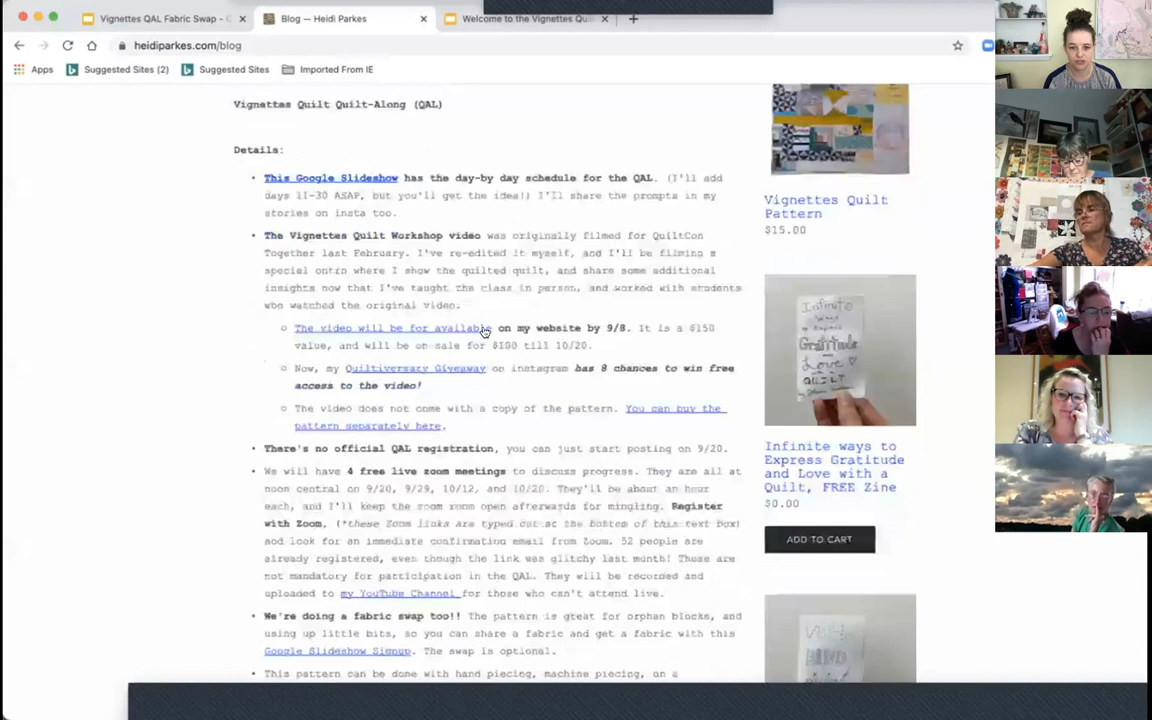 Vignettes QAL Fabric Swap - G
Blog — Heidi Parkes
Welcome to the Vignettes Qui
heidiparkes.com/blog
Apps
Suggested Sites (2)
Suggested Sites
Imported From IE
Vignettes Quilt Quilt-Along (QAL)
Details:
This Google Slideshow has the day-by day schedule for the QAL. (I'll add
days 11-30 ASAP, but you'll get the idea!) I'll share the prompts in my
stories on insta too.
The Vignettes Quilt Workshop video was originally filmed for QuiltCon
Together last February. I've re-edited it myself, and I'll be filming a
special outro where I show the quilted quilt, and share some additional
insights now that I've taught the class in person, and worked with students
who watched the original video.
The video will be for available on my website by 9/8. It is a $150
value, and will be on sale for $100 till 10/20.
Now, my Quiltiversary Giveaway on instagram has 8 chances to win free
access to the video!
The video does not come with a copy of the pattern. You can buy the
pattern separately here.
There's no official QAL registration, you can just start posting on 9/20.
We will have 4 free live zoom meetings to discuss progress. They are all at
noon central on 9/20, 9/29, 10/12, and 10/20. They'll be about an hour
each, and I'll keep the zoom room open afterwards for mingling. Register
with Zoom, (*these Zoom links are typed out at the bottom of this text box)
and look for an immediate confirmation email from Zoom. 52 people are
already registered, even though the link was glitchy last month! These are
not mandatory for participation in the QAL. They will be recorded and
uploaded to my YouTube Channel for those who can't attend live.
We're doing a fabric swap too!! The pattern is great for orphan blocks, and
using up little bits, so you can share a fabric and get a fabric with this
Google Slideshow Signup. The swap is optional.
This pattern can be done with hand piecing, machine piecing, on a
Vignettes Quilt
Pattern
$15.00
Infinite
ways to
Express
Gratitude
and
Love
with a
QUILT
Infinite ways to
Express Gratitude
and Love with a
Quilt, FREE Zine
$0.00
ADD TO CART